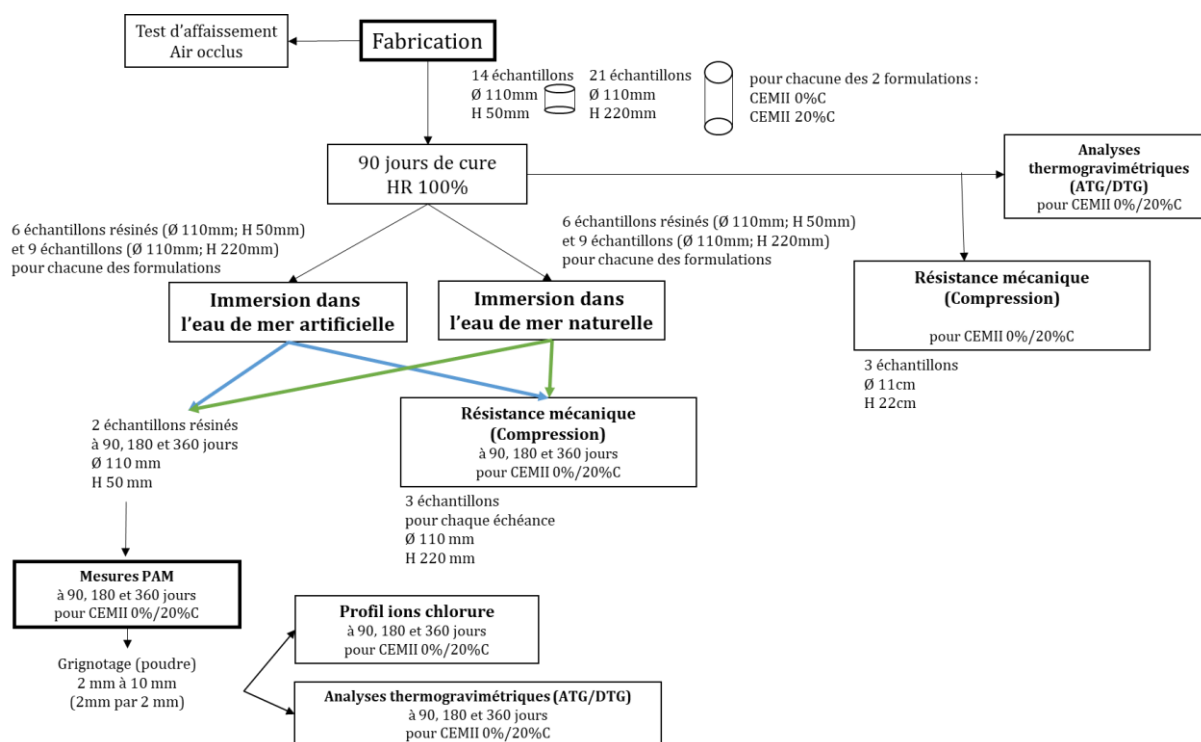 Test d'affaissement
Air occlus
Fabrication
14 échantillons
Ø 110mm
H 50mm
21 échantillons
Ø 110mm
H 220mm
pour chacune des 2 formulations :
CEMII 0%C
CEMII 20%C
90 jours de cure
HR 100%
Analyses
thermogravimétriques
(ATG/DTG)
pour CEMII 0%/20%C
6 échantillons résinés (Ø 110mm; H 50mm)
et 9 échantillons (Ø 110mm; H 220mm)
pour chacune des formulations
6 échantillons résinés (Ø 110mm; H 50mm)
et 9 échantillons (Ø 110mm; H 220mm)
pour chacune des formulations
Immersion dans
l'eau de mer artificielle
Immersion dans
l'eau de mer naturelle
Résistance mécanique
(Compression)
pour CEMII 0%/20%C
3 échantillons
Ø 11cm
H 22cm
2 échantillons résinés
à 90, 180 et 360 jours
Ø 110 mm
H 50 mm
Résistance mécanique
(Compression)
à 90, 180 et 360 jours
pour CEMII 0%/20%C
3 échantillons
pour chaque échéance
Ø 110 mm
H 220 mm
Mesures PAM
à 90, 180 et 360 jours
pour CEMII 0%/20%C
Grignotage (poudre)
2 mm à 10 mm
(2mm par 2 mm)
Profil ions chlorure
à 90, 180 et 360 jours
pour CEMII 0%/20%C
Analyses thermogravimétriques (ATG/DTG)
à 90, 180 et 360 jours
pour CEMII 0%/20%C